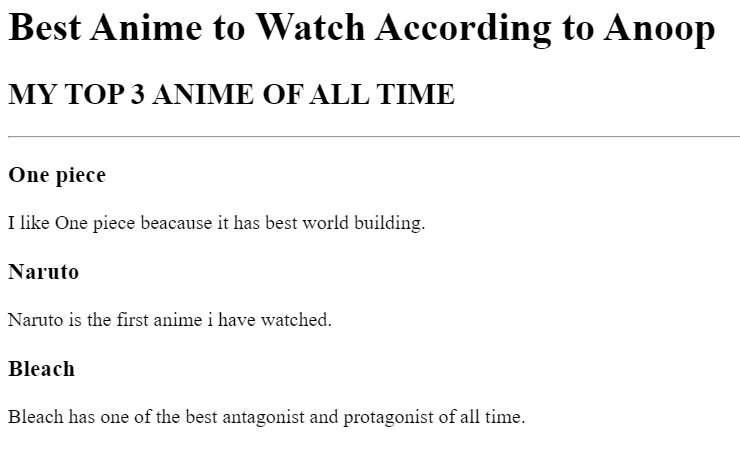 Best Anime to Watch According to Anoop
MY TOP 3 ANIME OF ALL TIME
One piece
I like One piece beacause it has best world building.
Naruto
Naruto is the first anime i have watched.
Bleach
Bleach has one of the best antagonist and protagonist of all time.